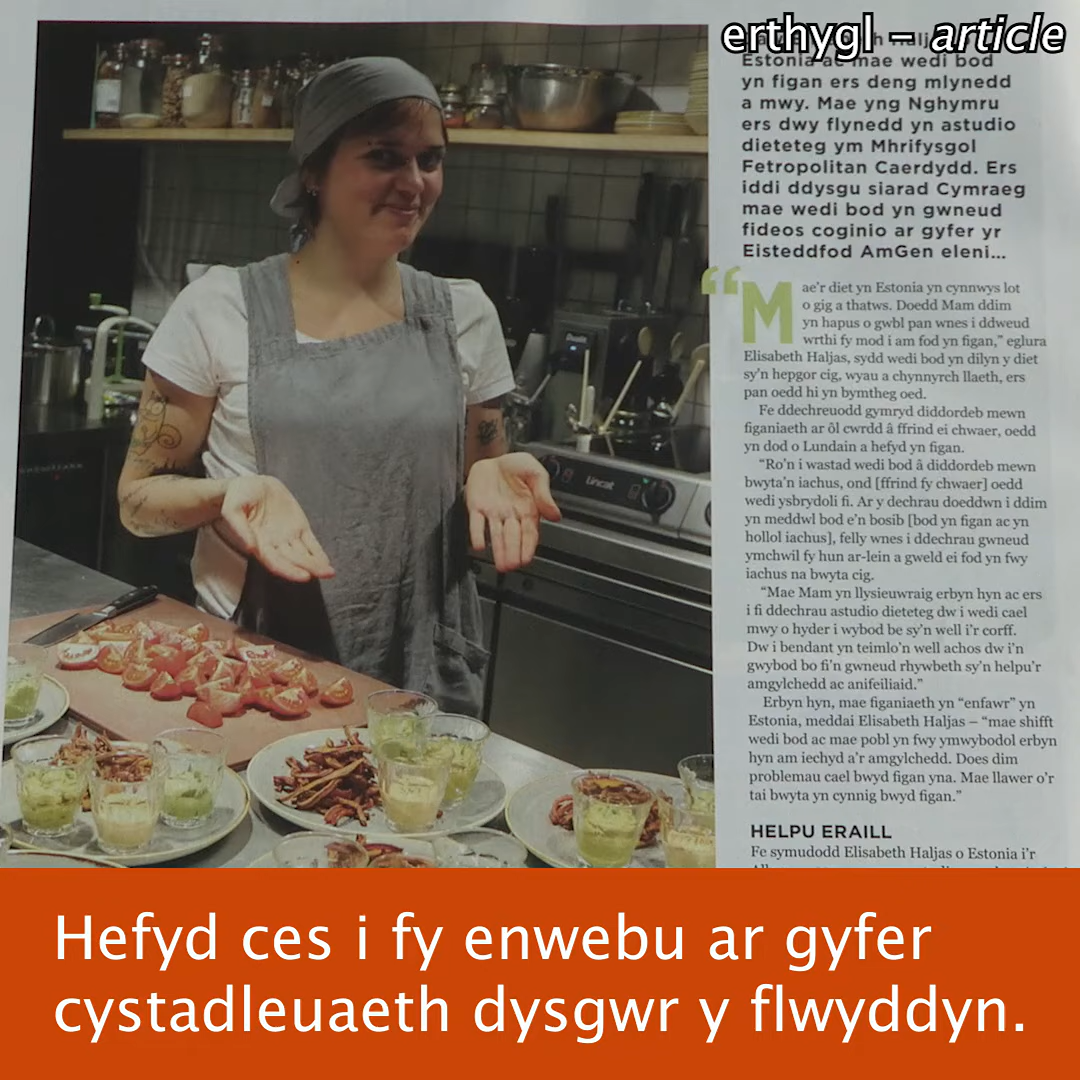 erthygl – article
Estonia ac mae wedi bod
yn figan ers deng mlynedd
a mwy. Mae yng Nghymru
ers dwy flynedd yn astudio
dieteteg ym Mhrifysgol
Fetropolitan Caerdydd. Ers
iddi ddysgu siarad Cymraeg
mae wedi bod yn gwneud
fideos coginio ar gyfer yr
Eisteddfod AmGen eleni...
“Mae'r diet yn Estonia yn cynnwys lot
o gig a thatws. Doedd Mam ddim
yn hapus o gwbl pan wnes i ddweud
wrthi fy mod i am fod yn figan,” eglura
Elisabeth Haljas, sydd wedi bod yn dilyn y diet
sy'n hepgor cig, wyau a chynnyrch llaeth, ers
pan oedd hi yn bymtheg oed.
Fe ddechreuodd gymryd diddordeb mewn
figaniaeth ar ôl cwrdd â ffrind ei chwaer, oedd
yn dod o Lundain a hefyd yn figan.
“Ro'n i wastad wedi bod â diddordeb mewn
bwyta'n iachus, ond [ffrind fy chwaer] oedd
wedi ysbrydoli fi. Ar y dechrau doeddwn i ddim
yn meddwl bod e'n bosib [bod yn figan ac yn
hollol iachus], felly wnes i ddechrau gwneud
ymchwil fy hun ar-lein a gweld ei fod yn fwy
iachus na bwyta cig.
“Mae Mam yn llysieuwraig erbyn hyn ac ers
i fi ddechrau astudio dieteteg dw i wedi cael
mwy o hyder i wybod be sy'n well i'r corff.
Dw i bendant yn teimlo'n well achos dw i'n
gwybod bo fi'n gwneud rhywbeth sy'n helpu'r
amgylchedd ac anifeiliaid.”
Erbyn hyn, mae figaniaeth yn “enfawr” yn
Estonia, meddai Elisabeth Haljas – “mae shifft
wedi bod ac mae pobl yn fwy ymwybodol erbyn
hyn am iechyd a'r amgylchedd. Does dim
problemau cael bwyd figan yna. Mae llawer o'r
tai bwyta yn cynnig bwyd figan.”
HELPU ERAILL
Fe symudodd Elisabeth Haljas o Estonia i'r
Lincat
Hefyd ces i fy enwebu ar gyfer
cystadleuaeth dysgwr y flwyddyn.